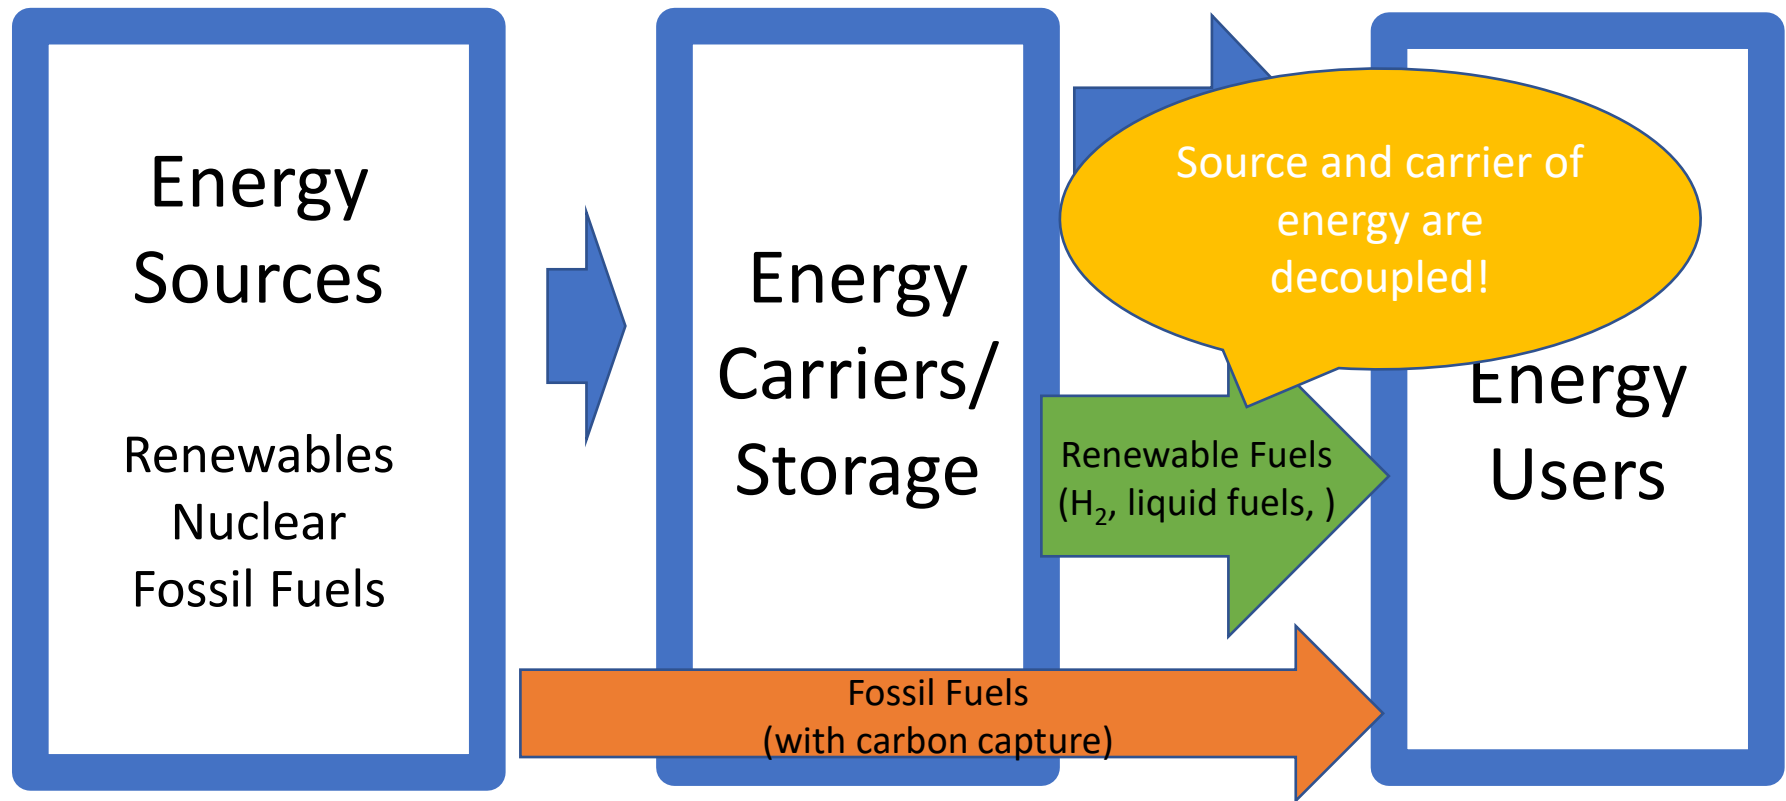 Energy
Sources
Renewables
Nuclear
Fossil Fuels
Energy
Carriers/
Storage
Source and carrier of
energy are
decoupled!
Renewable Fuels
(H₂, liquid fuels, )
Energy
Users
Fossil Fuels
(with carbon capture)